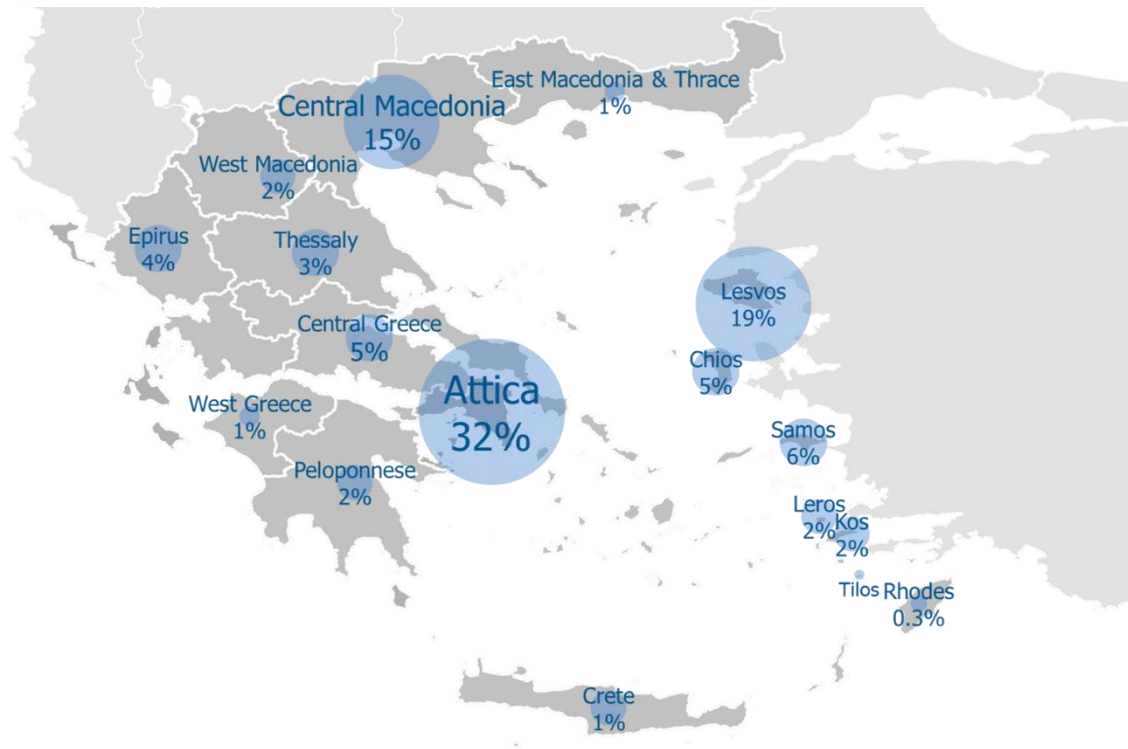 East Macedonia & Thrace
1%
Central Macedonia
15%
West Macedonia
2%
Epirus
4%
Thessaly
3%
Lesvos
19%
Central Greece
5%
Chios
5%
Attica
32%
West Greece
1%
Samos
6%
Peloponnese
2%
Leros
2%
Kos
2%
Tilos
Rhodes
0.3%
Crete
1%